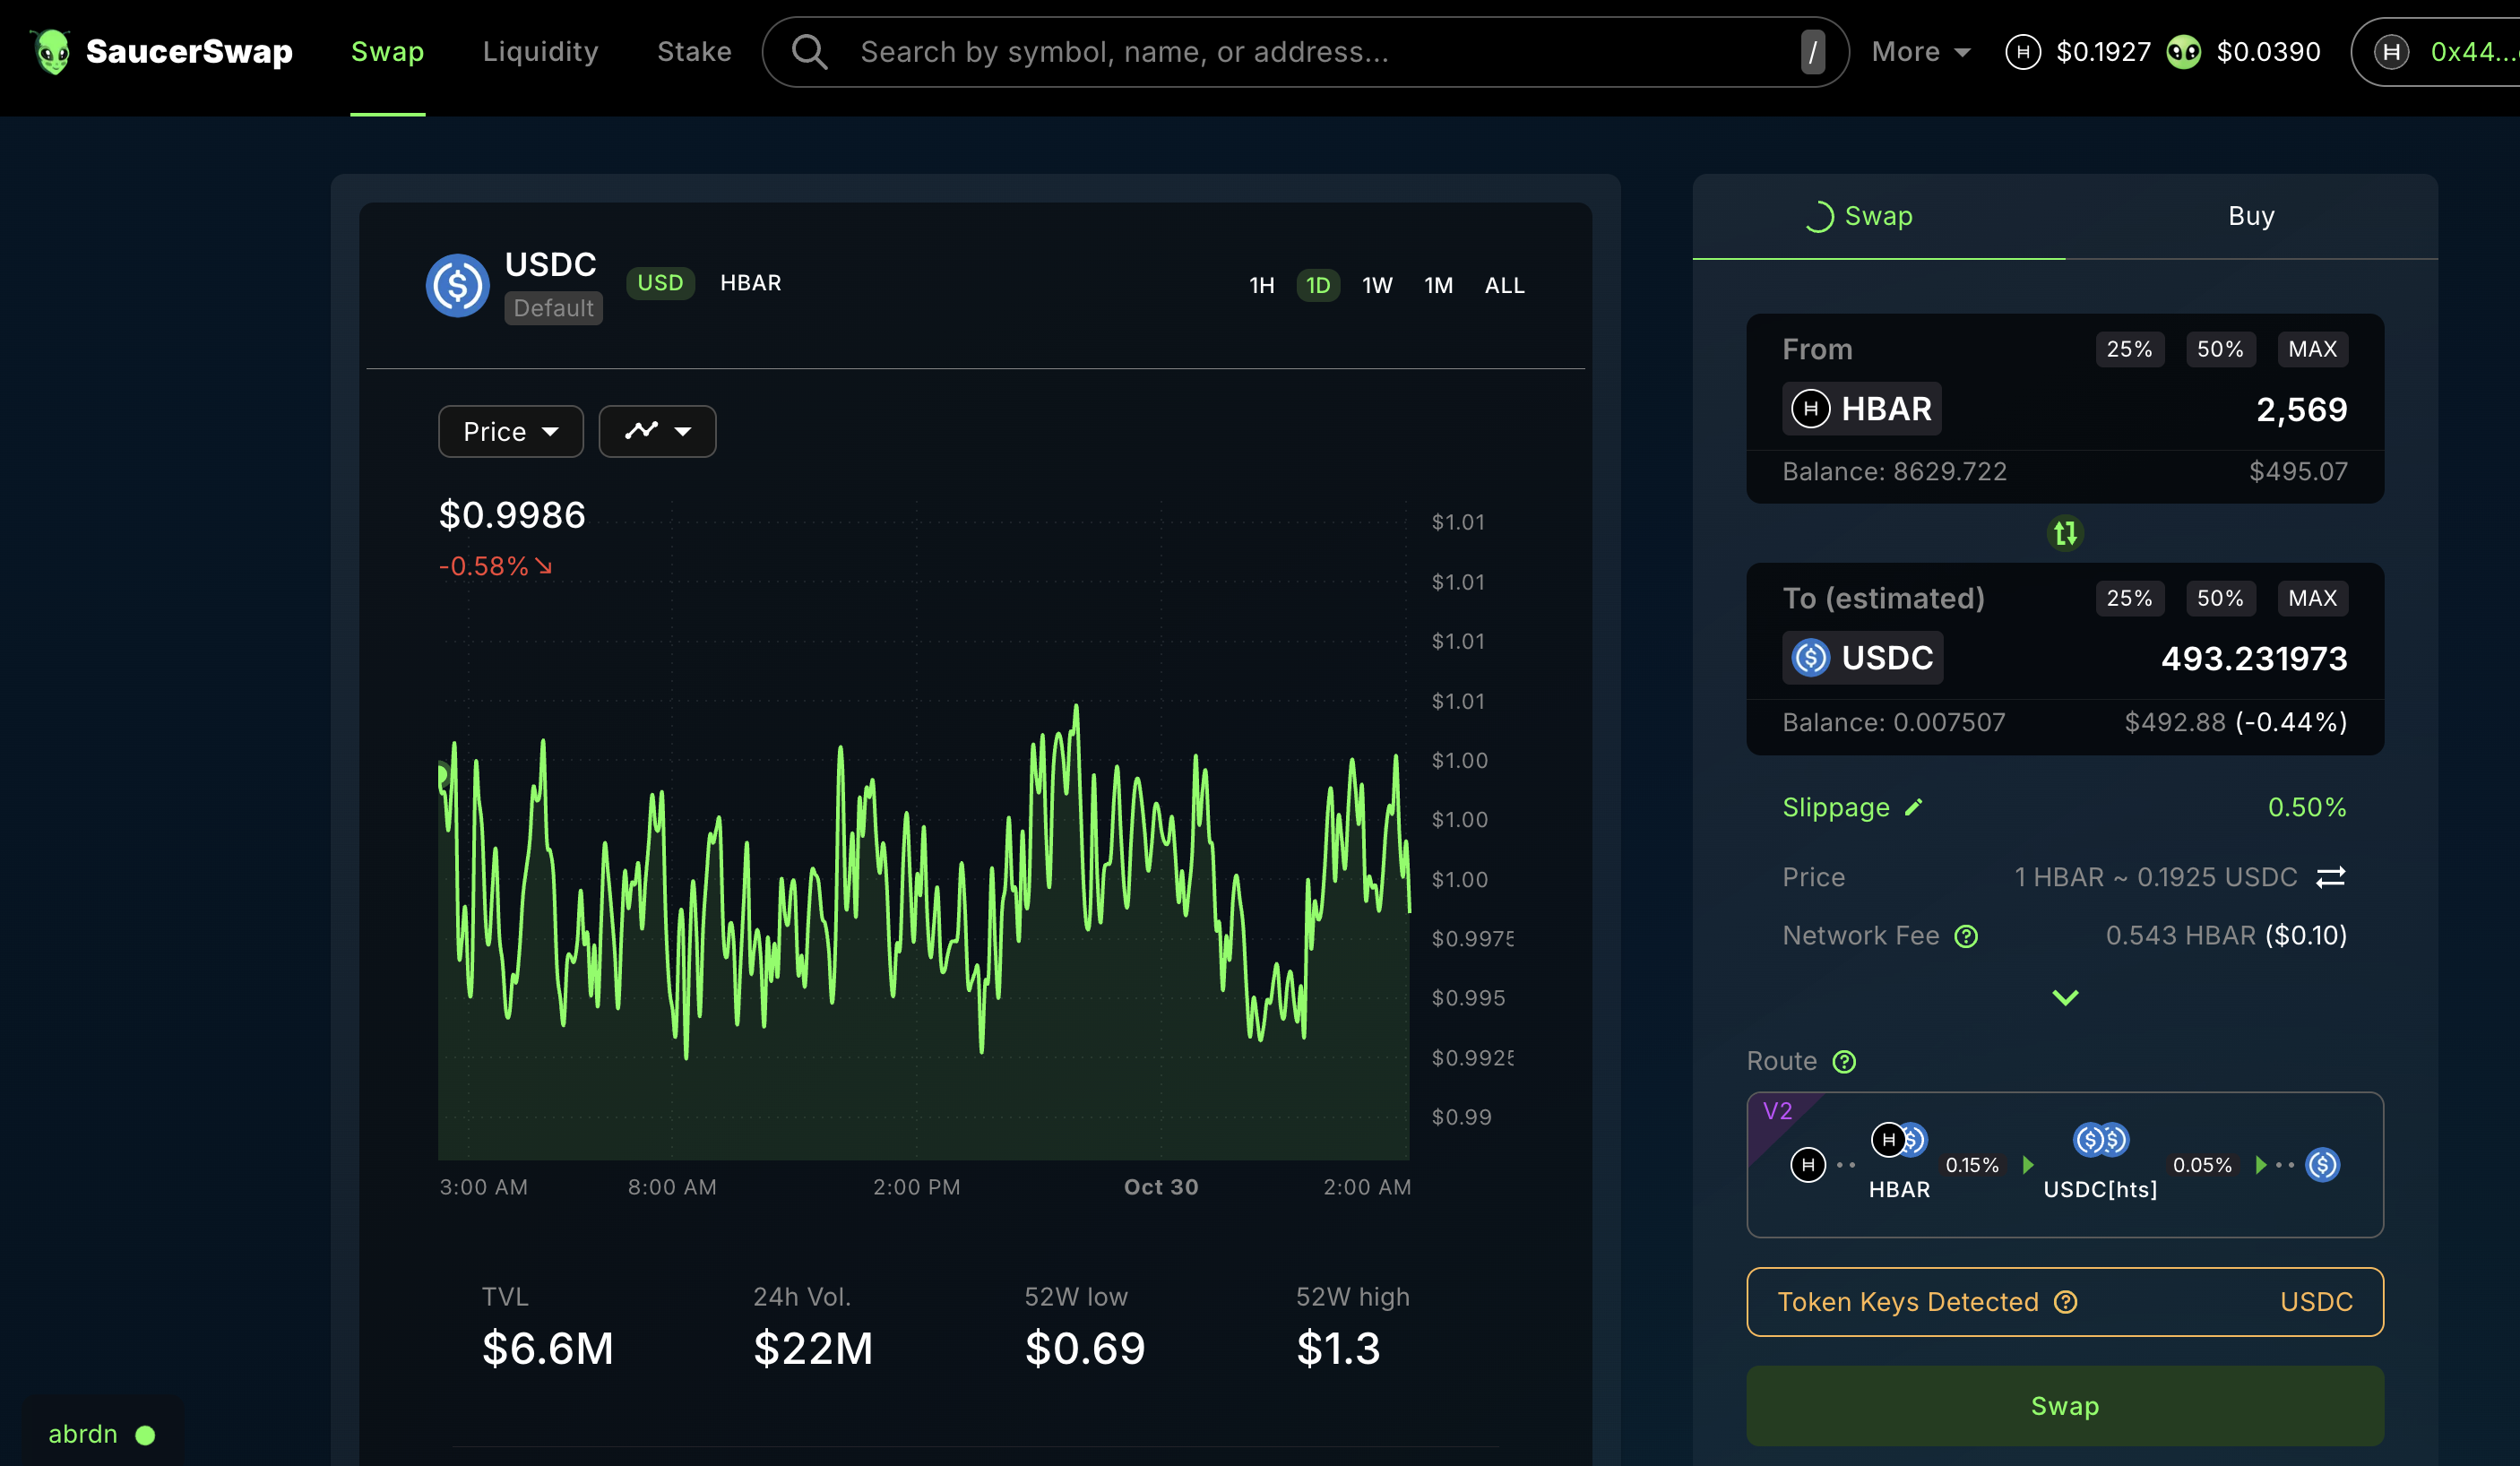 SaucerSwap
Swap
Liquidity
Stake
Search by symbol, name, or address...
/
More
$0.1927
$0.0390
0x44...
USDC
Default
USD
HBAR
1H
1D
1W
1M
ALL
Price
$0.9986
-0.58%
$1.01
$1.01
$1.01
$1.01
$1.00
$1.00
$1.00
$0.9975
$0.995
$0.9925
$0.99
3:00 AM
8:00 AM
2:00 PM
Oct 30
2:00 AM
TVL
$6.6M
24h Vol.
$22M
52W low
$0.69
52W high
$1.3
abrdn
Swap
Buy
From
25%
50%
MAX
HBAR
2,569
Balance: 8629.722
$495.07
To (estimated)
25%
50%
MAX
USDC
493.231973
Balance: 0.007507
$492.88 (-0.44%)
Slippage
0.50%
Price
1 HBAR ~ 0.1925 USDC
Network Fee
0.543 HBAR ($0.10)
Route
V2
HBAR
0.15%
USDC[hts]
0.05%
Token Keys Detected
USDC
Swap